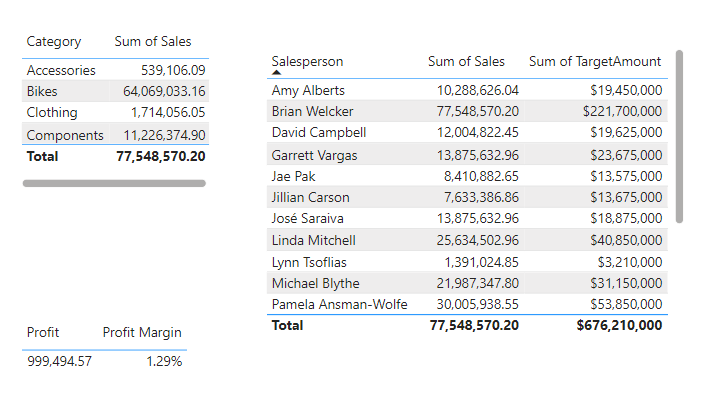 Category Sum of Sales
Accessories 539,106.09
Bikes 64,069,033.16
Clothing 1,714,056.05
Components 11,226,374.90
Total 77,548,570.20
Salesperson Sum of Sales Sum of TargetAmount
Amy Alberts 10,288,626.04 $19,450,000
Brian Welcker 77,548,570.20 $221,700,000
David Campbell 12,004,822.45 $19,625,000
Garrett Vargas 13,875,632.96 $23,675,000
Jae Pak 8,410,882.65 $13,575,000
Jillian Carson 7,633,386.86 $13,675,000
José Saraiva 13,875,632.96 $18,875,000
Linda Mitchell 25,634,502.96 $40,850,000
Lynn Tsoflias 1,391,024.85 $3,210,000
Michael Blythe 21,987,347.80 $31,150,000
Pamela Ansman-Wolfe 30,005,938.55 $53,850,000
Total 77,548,570.20 $676,210,000
Profit Profit Margin
999,494.57 1.29%